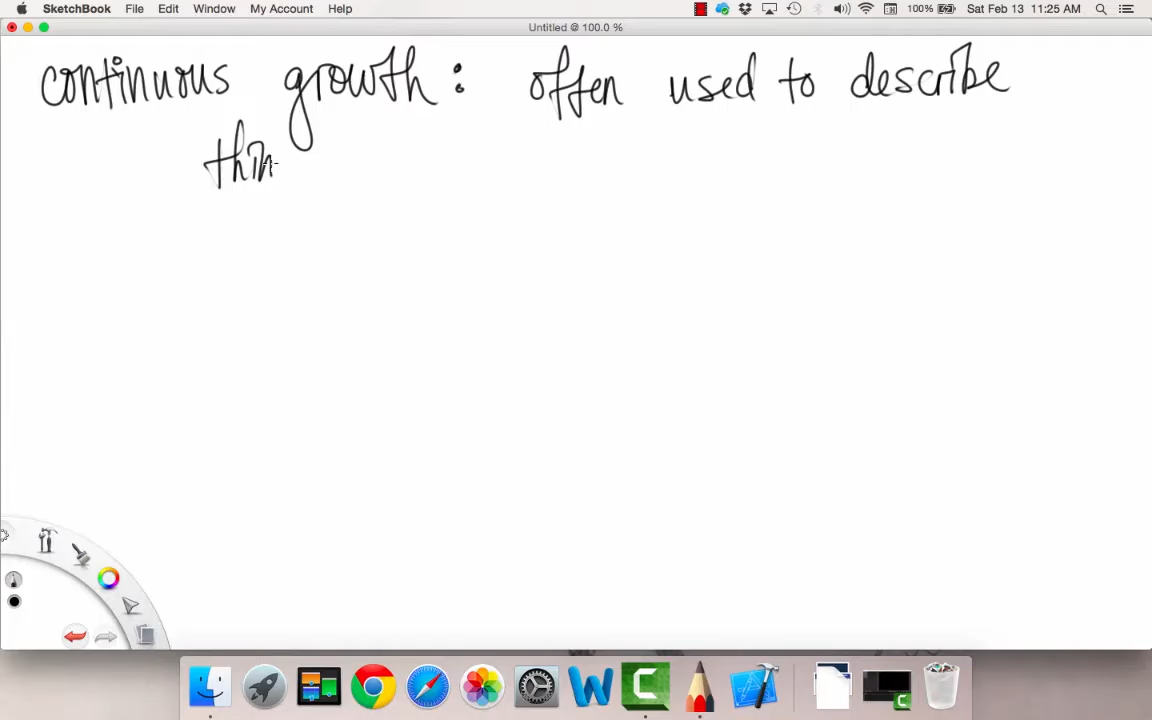 SketchBook File Edit Window My Account Help 100% Sat Feb 13 11:25 AM
Untitled @ 100.0 %
continuous growth: often used to describe
thin